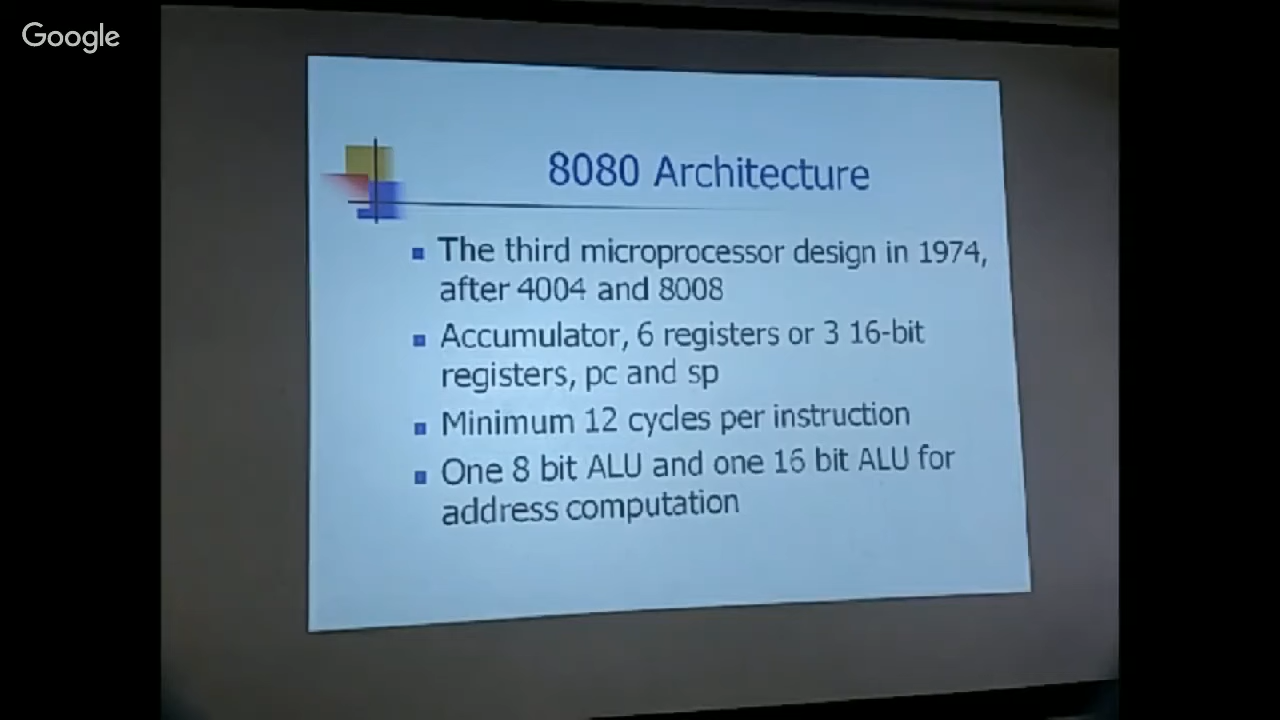 Google
8080 Architecture
The third microprocessor design in 1974,
after 4004 and 8008
Accumulator, 6 registers or 3 16-bit
registers, pc and sp
Minimum 12 cycles per instruction
One 8 bit ALU and one 16 bit ALU for
address computation